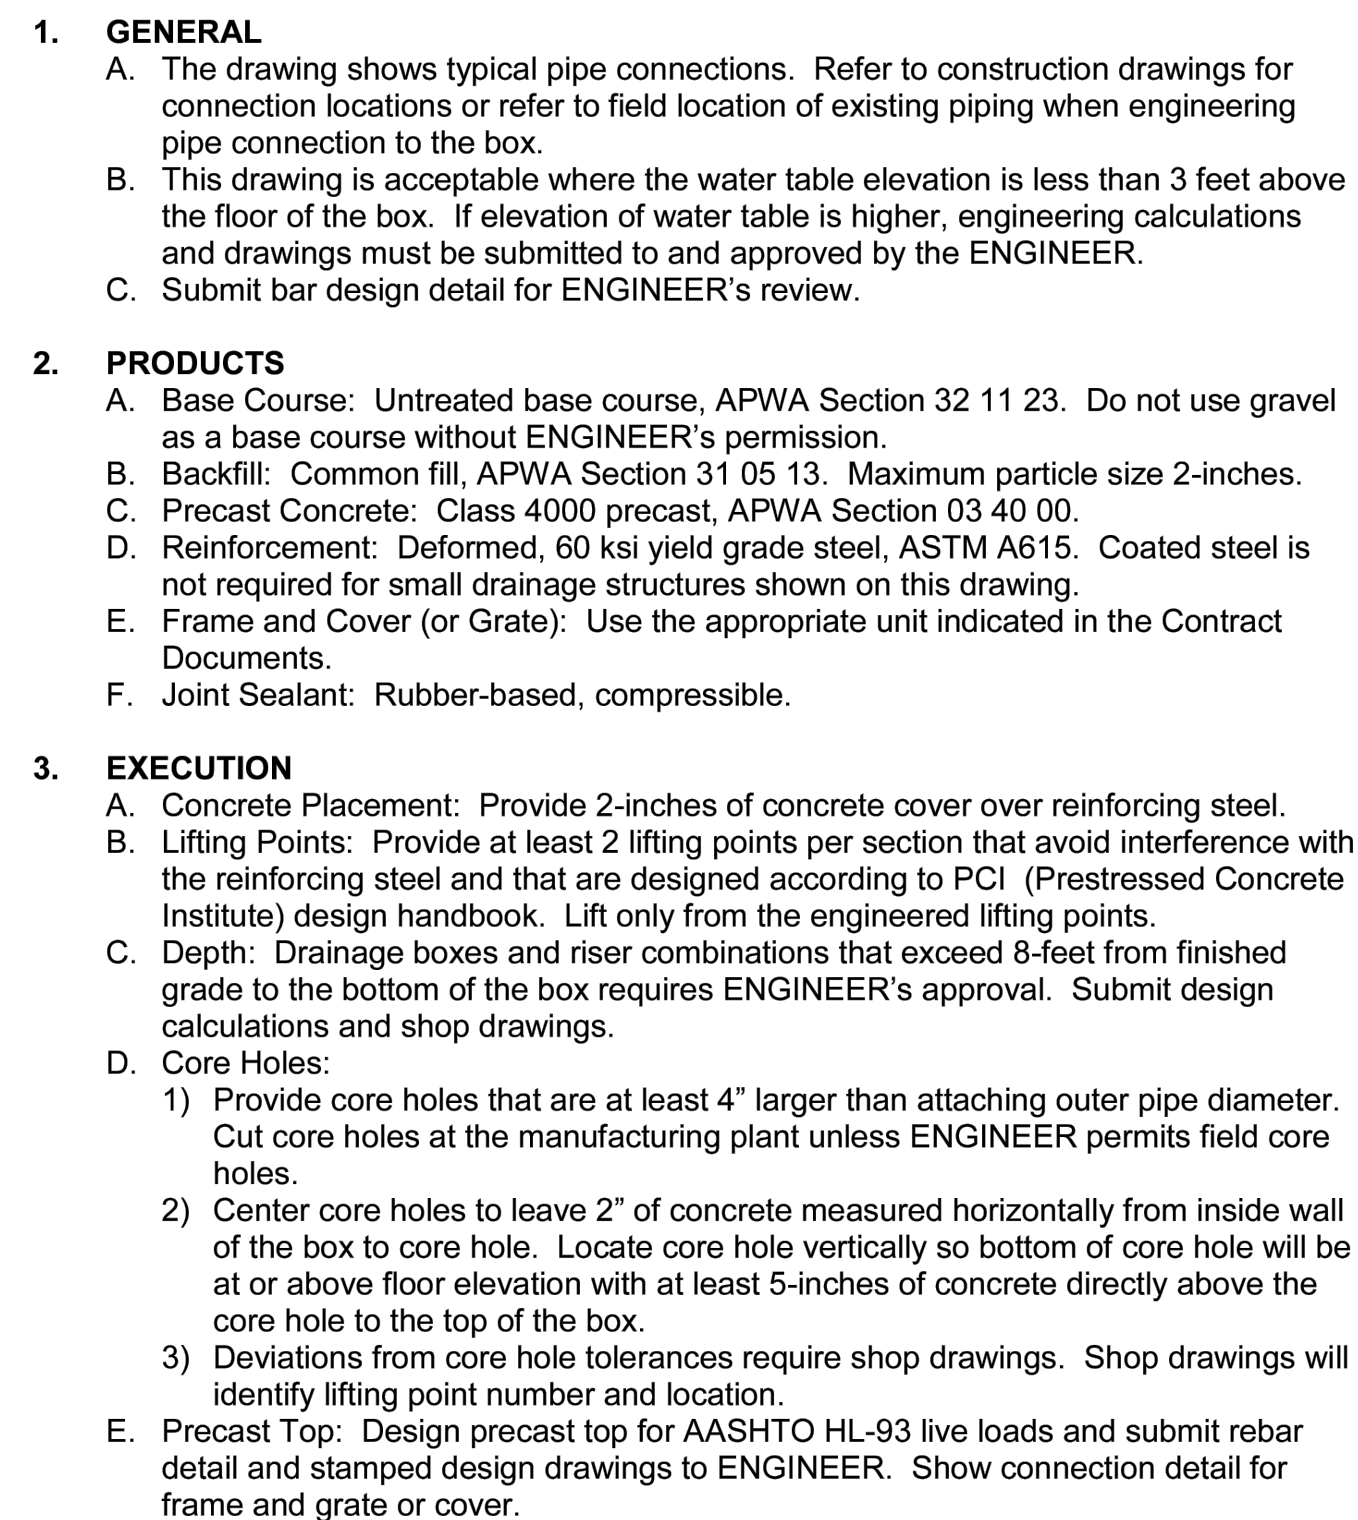 1. GENERAL
A. The drawing shows typical pipe connections.  Refer to construction drawings for
connection locations or refer to field location of existing piping when engineering
pipe connection to the box.
B. This drawing is acceptable where the water table elevation is less than 3 feet above
the floor of the box.  If elevation of water table is higher, engineering calculations
and drawings must be submitted to and approved by the ENGINEER.
C. Submit bar design detail for ENGINEER’s review.
2. PRODUCTS
A. Base Course:  Untreated base course, APWA Section 32 11 23.  Do not use gravel
as a base course without ENGINEER’s permission.
B. Backfill:  Common fill, APWA Section 31 05 13.  Maximum particle size 2-inches.
C. Precast Concrete:  Class 4000 precast, APWA Section 03 40 00.
D. Reinforcement:  Deformed, 60 ksi yield grade steel, ASTM A615.  Coated steel is
not required for small drainage structures shown on this drawing.
E. Frame and Cover (or Grate):  Use the appropriate unit indicated in the Contract
Documents.
F. Joint Sealant:  Rubber-based, compressible.
3. EXECUTION
A. Concrete Placement:  Provide 2-inches of concrete cover over reinforcing steel.
B. Lifting Points:  Provide at least 2 lifting points per section that avoid interference with
the reinforcing steel and that are designed according to PCI  (Prestressed Concrete
Institute) design handbook.  Lift only from the engineered lifting points.
C. Depth:  Drainage boxes and riser combinations that exceed 8-feet from finished
grade to the bottom of the box requires ENGINEER’s approval.  Submit design
calculations and shop drawings.
D. Core Holes:
1) Provide core holes that are at least 4” larger than attaching outer pipe diameter.
Cut core holes at the manufacturing plant unless ENGINEER permits field core
holes.
2) Center core holes to leave 2” of concrete measured horizontally from inside wall
of the box to core hole.  Locate core hole vertically so bottom of core hole will be
at or above floor elevation with at least 5-inches of concrete directly above the
core hole to the top of the box.
3) Deviations from core hole tolerances require shop drawings.  Shop drawings will
identify lifting point number and location.
E. Precast Top:  Design precast top for AASHTO HL-93 live loads and submit rebar
detail and stamped design drawings to ENGINEER.  Show connection detail for
frame and grate or cover.